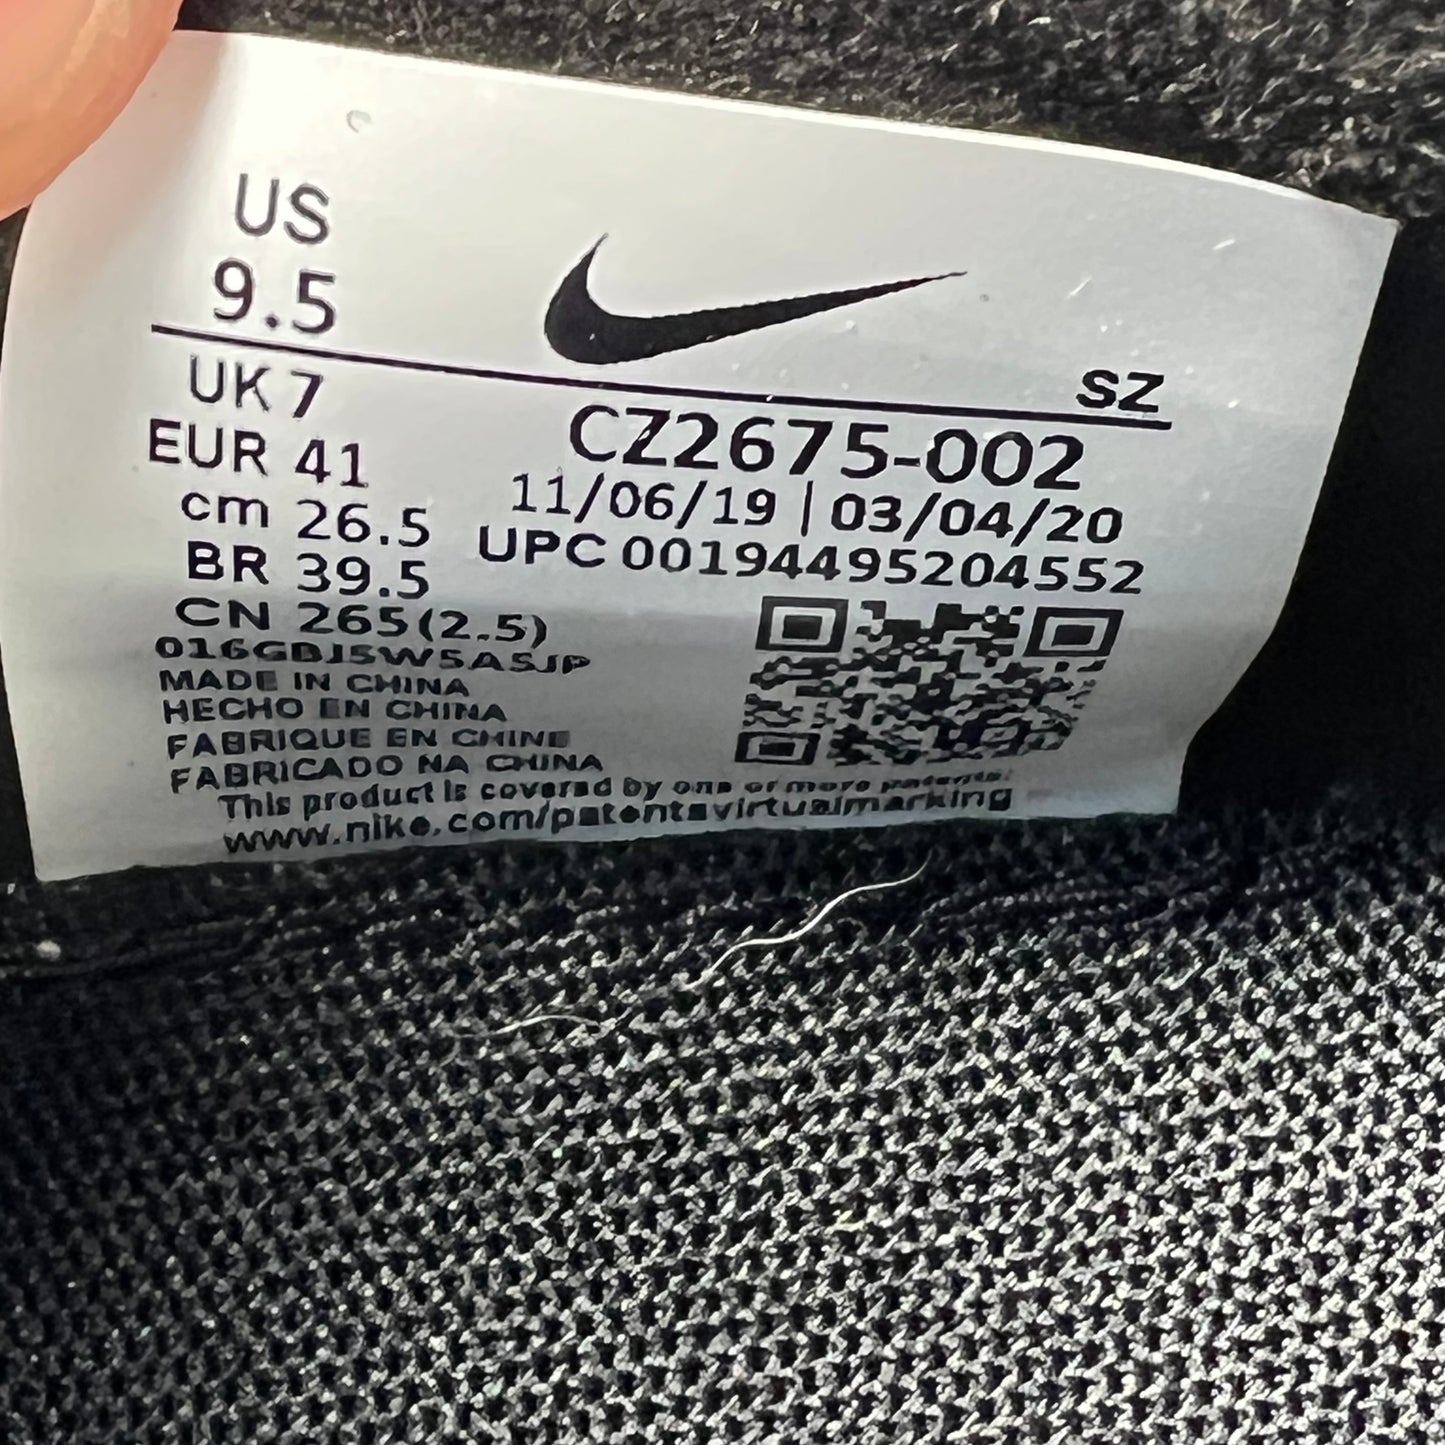 US
9.5
SZ
UK 7
EUR 41
cm 26.5
BR 39.5
CN 265(2.5)
CZ2675-002
11/06/19 | 03/04/20
UPC 00194495204552
016GBJ5W5A5JP
MADE IN CHINA
HECHO EN CHINA
FABRIQUE EN CHINE
FABRICADO NA CHINA
This product is covered by one or more patents.
www.nike.com/patentsvirtualmarking